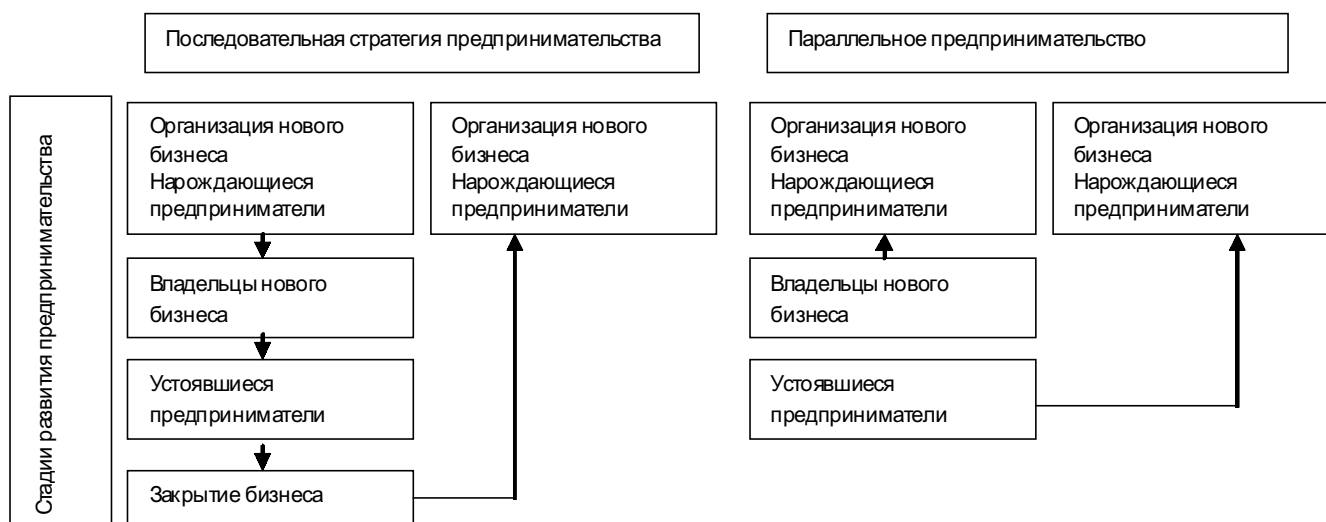 Последовательная стратегия предпринимательства
Параллельное предпринимательство
Стадии развития предпринимательства
Организация нового
бизнеса
Нарождающиеся
предприниматели
Организация нового
бизнеса
Нарождающиеся
предприниматели
Организация нового
бизнеса
Нарождающиеся
предприниматели
Организация нового
бизнеса
Нарождающиеся
предприниматели
Владельцы нового
бизнеса
Владельцы нового
бизнеса
Устоявшиеся
предприниматели
Устоявшиеся
предприниматели
Закрытие бизнеса